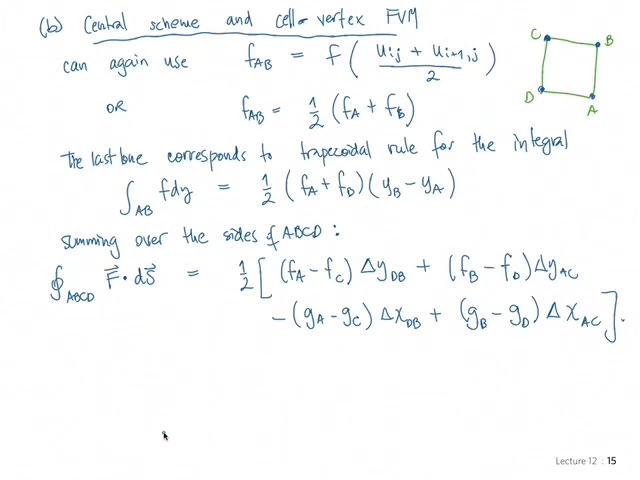 (b) Central scheme and cell-vertex FVM
can again use f_AB = f ( (u_ij + u_i+1,j) / 2 )
OR f_AB = 1/2 (f_A + f_B)
The last one corresponds to trapezoidal rule for the integral
∫_AB f dy = 1/2 (f_A + f_D) (y_B − y_A)
summing over the sides of ABCD :
∮_ABCD F⃗ · dS⃗ = 1/2 [ (f_A − f_C) Δy_DB + (f_B − f_D) Δy_AC
− (g_A − g_C) Δx_DB + (g_B − g_D) Δx_AC ] .
C
B
D
A
Lecture 12 : 15